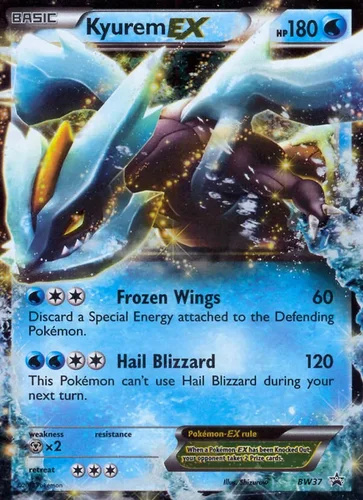 BASIC
Kyurem EX HP 180
Frozen Wings 60
Discard a Special Energy attached to the Defending
Pokémon.
Hail Blizzard 120
This Pokémon can't use Hail Blizzard during your
next turn.
weakness resistance
×2
retreat
Pokémon-EX rule
When a Pokémon-EX has been Knocked Out,
your opponent takes 2 Prize cards.
Illus. Shizurow
BW37